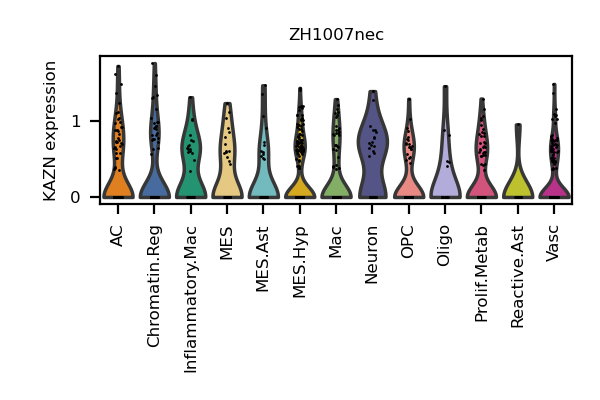 ZH1007nec
KAZN expression
1
0
AC
Chromatin.Reg
Inflammatory.Mac
MES
MES.Ast
MES.Hyp
Mac
Neuron
OPC
Oligo
Prolif.Metab
Reactive.Ast
Vasc